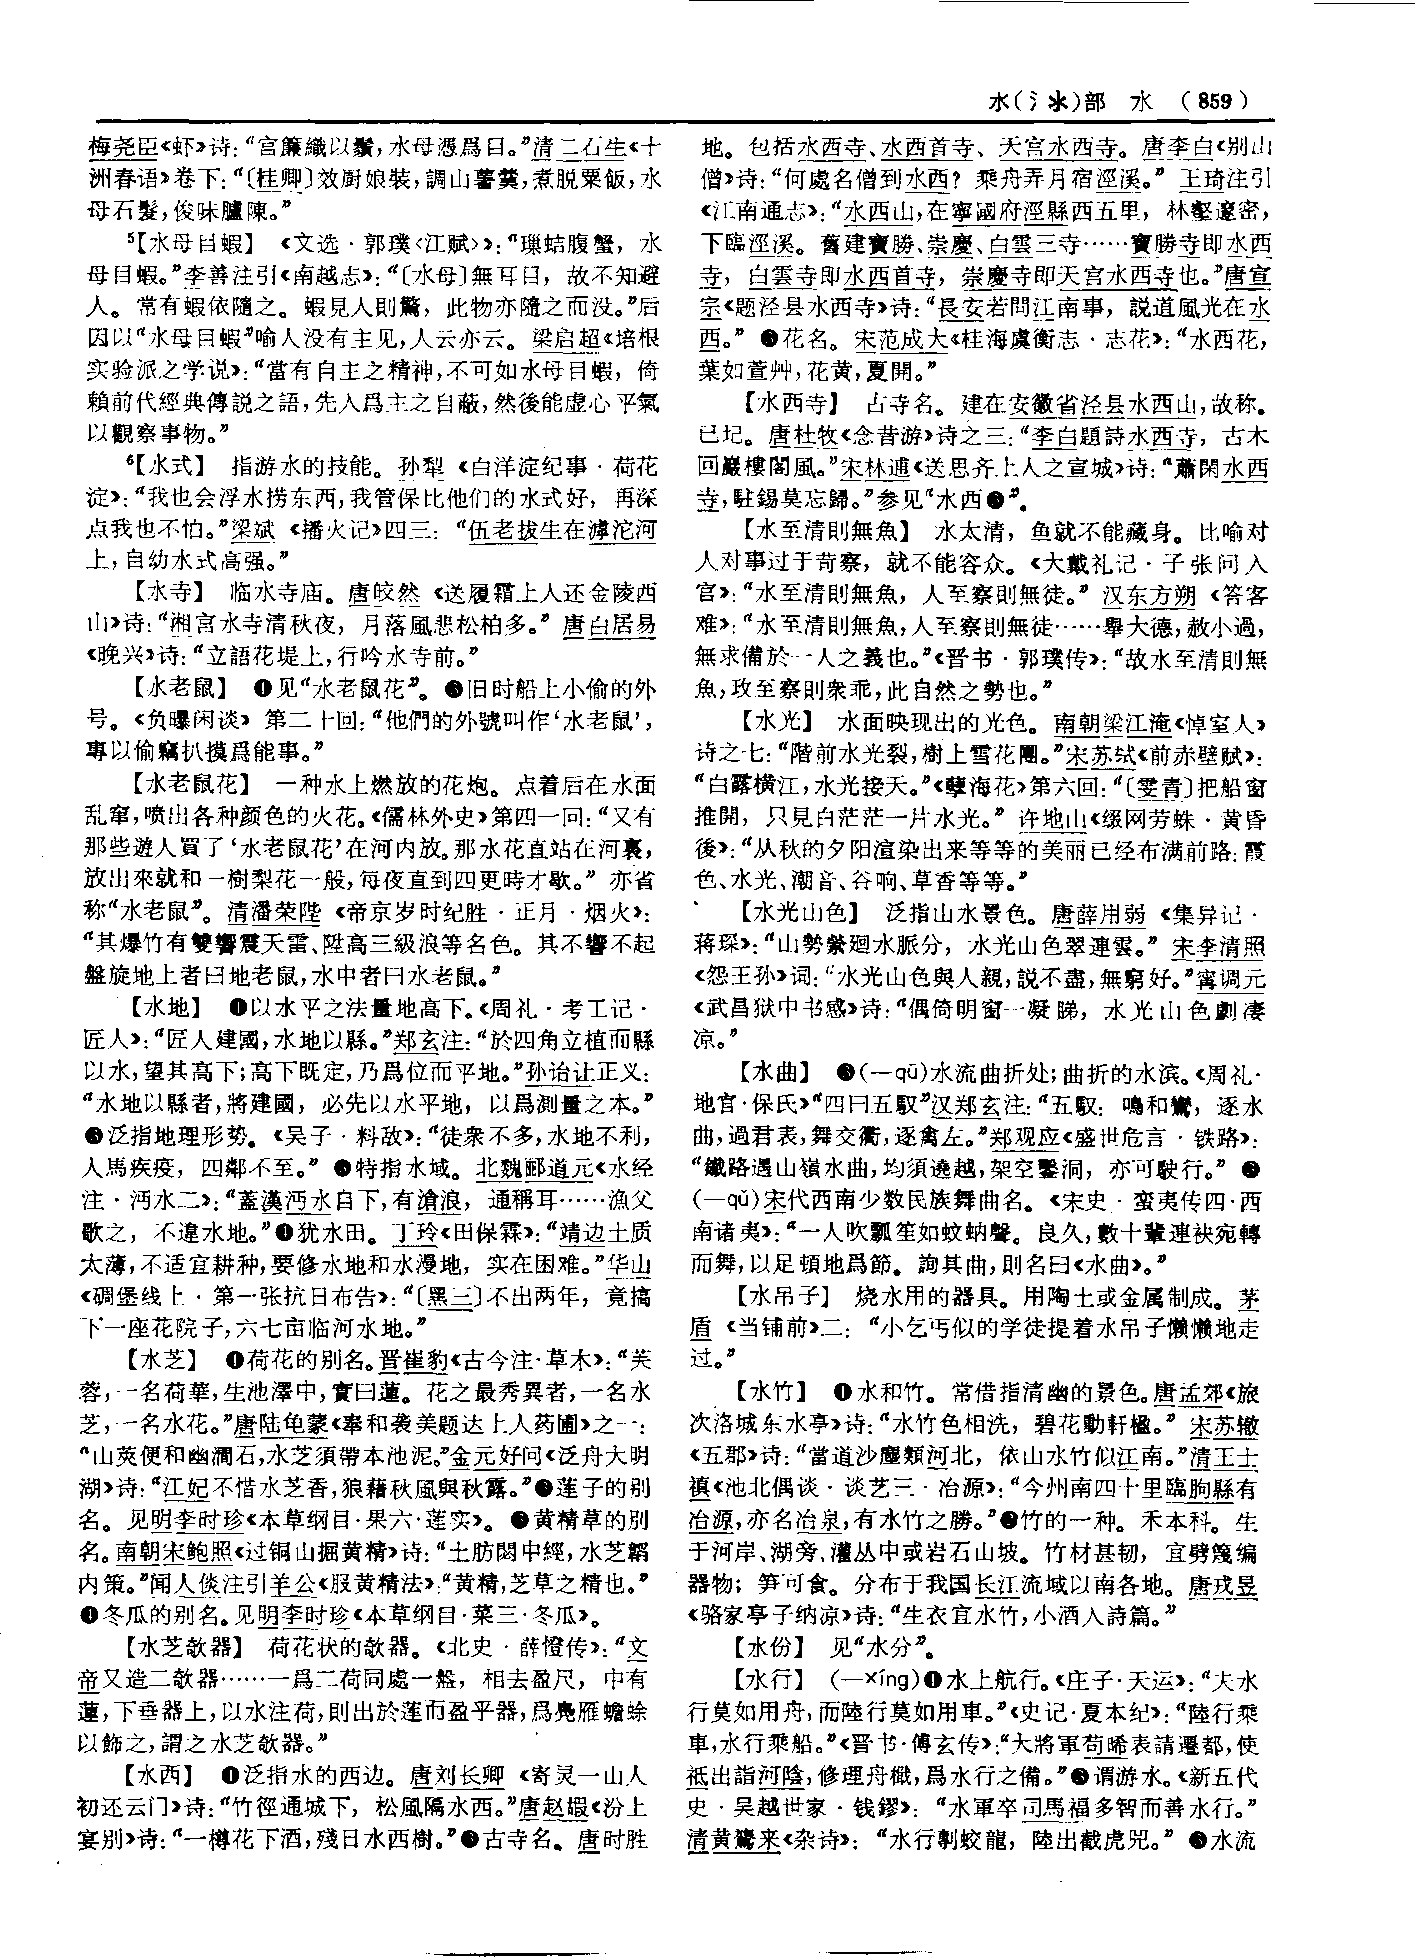 水(氵氺)部　水　(859)
梅尧臣《虾》诗：“宫簾織以鬚，水母憑爲目。”清二石生《十
洲春语》卷下：“〔桂卿〕效廚娘裝，調山薯羹，煮脱粟飯，水
母石髮，俊味臚陳。”
⁵【水母目蝦】　《文选·郭璞〈江赋〉》：“璅蛣腹蟹，水
母目蝦。”李善注引《南越志》：“〔水母〕無耳目，故不知避
人。常有蝦依隨之。蝦見人則驚，此物亦隨之而没。”后
因以“水母目蝦”喻人没有主见，人云亦云。梁启超《培根
实验派之学说》：“當有自主之精神，不可如水母目蝦，倚
賴前代經典傳説之語，先入爲主之自蔽，然後能虚心平氣
以觀察事物。”
⁶【水式】　指游水的技能。孙犁《白洋淀纪事·荷花
淀》：“我也会浮水捞东西，我管保比他们的水式好，再深
点我也不怕。”梁斌《播火记》四三：“伍老拔生在滹沱河
上，自幼水式高强。”
【水寺】　临水寺庙。唐皎然《送履霜上人还金陵西
山》诗：“湘宫水寺清秋夜，月落風悲松柏多。”唐白居易
《晚兴》诗：“立語花堤上，行吟水寺前。”
【水老鼠】　❶见“水老鼠花”。❷旧时船上小偷的外
号。《负曝闲谈》第二十回：“他們的外號叫作‘水老鼠’，
專以偷竊扒摸爲能事。”
【水老鼠花】　一种水上燃放的花炮。点着后在水面
乱窜，喷出各种颜色的火花。《儒林外史》第四一回：“又有
那些遊人買了‘水老鼠花’在河内放。那水花直站在河裏，
放出來就和一樹梨花一般，每夜直到四更時才歇。”亦省
称“水老鼠”。清潘荣陛《帝京岁时纪胜·正月·烟火》：
“其爆竹有雙響震天雷、陞高三級浪等名色。其不響不起
盤旋地上者曰地老鼠，水中者曰水老鼠。”
【水地】　❶以水平之法量地高下。《周礼·考工记·
匠人》：“匠人建國，水地以縣。”郑玄注：“於四角立植而縣
以水，望其高下；高下既定，乃爲位而平地。”孙诒让正义：
“水地以縣者，將建國，必先以水平地，以爲測量之本。”
❷泛指地理形势。《吴子·料敌》：“徒衆不多，水地不利，
人馬疾疫，四鄰不至。”❸特指水域。北魏郦道元《水经
注·沔水二》：“蓋漢沔水自下，有滄浪，通稱耳……漁父
歌之，不違水地。”❹犹水田。丁玲《田保霖》：“靖边土质
太薄，不适宜耕种，要修水地和水漫地，实在困难。”华山
《碉堡线上·第一张抗日布告》：“〔黑三〕不出两年，竟搞
下一座花院子，六七亩临河水地。”
【水芝】　❶荷花的别名。晋崔豹《古今注·草木》：“芙
蓉，一名荷華，生池澤中，實曰蓮。花之最秀異者，一名水
芝，一名水花。”唐陆龟蒙《奉和袭美题达上人药圃》之一：
“山莢便和幽澗石，水芝須帶本池泥。”金元好问《泛舟大明
湖》诗：“江妃不惜水芝香，狼藉秋風與秋露。”❷莲子的别
名。见明李时珍《本草纲目·果六·莲实》。❸黄精草的别
名。南朝宋鲍照《过铜山掘黄精》诗：“土肪閟中經，水芝韜
内策。”闻人倓注引羊公《服黄精法》：“黄精，芝草之精也。”
❹冬瓜的别名。见明李时珍《本草纲目·菜三·冬瓜》。
【水芝欹器】　荷花状的欹器。《北史·薛憕传》：“文
帝又造二欹器……一爲二荷同處一盤，相去盈尺，中有
蓮，下垂器上，以水注荷，則出於莲而盈乎器，爲鳧雁蟾蜍
以飾之，謂之水芝欹器。”
【水西】　❶泛指水的西边。唐刘长卿《寄灵一山人
初还云门》诗：“竹徑通城下，松風隔水西。”唐赵嘏《汾上
宴别》诗：“一樽花下酒，殘日水西樹。”❷古寺名。唐时胜
地。包括水西寺、水西首寺、天宫水西寺。唐李白《别山
僧》诗：“何處名僧到水西？乘舟弄月宿涇溪。”王琦注引
《江南通志》：“水西山，在寧國府涇縣西五里，林壑邃密，
下臨涇溪。舊建寶勝、崇慶、白雲三寺……寶勝寺即水西
寺，白雲寺即水西首寺，崇慶寺即天宫水西寺也。”唐宣
宗《题泾县水西寺》诗：“長安若問江南事，説道風光在水
西。”❸花名。宋范成大《桂海虞衡志·志花》：“水西花，
葉如萱艸，花黄，夏開。”
【水西寺】　古寺名。建在安徽省泾县水西山，故称。
已圮。唐杜牧《念昔游》诗之三：“李白題詩水西寺，古木
回巖樓閣風。”宋林逋《送思齐上人之宣城》诗：“蕭閑水西
寺，駐錫莫忘歸。”参见“水西❷”。
【水至清則無魚】　水太清，鱼就不能藏身。比喻对
人对事过于苛察，就不能容众。《大戴礼记·子张问入
官》：“水至清則無魚，人至察則無徒。”汉东方朔《答客
难》：“水至清則無魚，人至察則無徒……舉大德，赦小過，
無求備於一人之義也。”《晋书·郭璞传》：“故水至清則無
魚，政至察則衆乖，此自然之勢也。”
【水光】　水面映现出的光色。南朝梁江淹《悼室人》
诗之七：“階前水光裂，樹上雪花團。”宋苏轼《前赤壁赋》：
“白露横江，水光接天。”《孽海花》第六回：“〔雯青〕把船窗
推開，只見白茫茫一片水光。”许地山《缀网劳蛛·黄昏
後》：“从秋的夕阳渲染出来等等的美丽已经布满前路：霞
色、水光、潮音、谷响、草香等等。”
【水光山色】　泛指山水景色。唐薛用弱《集异记·
蒋琛》：“山勢縈廻水脈分，水光山色翠連雲。”宋李清照
《怨王孙》词：“水光山色與人親，説不盡，無窮好。”甯调元
《武昌狱中书感》诗：“偶倚明窗一凝睇，水光山色劇凄
凉。”
【水曲】　❶(—qū)水流曲折处；曲折的水滨。《周礼·
地官·保氏》“四曰五馭”汉郑玄注：“五馭：鳴和鸞，逐水
曲，過君表，舞交衢，逐禽左。”郑观应《盛世危言·铁路》：
“鐵路遇山嶺水曲，均須遶越，架空鑿洞，亦可駛行。”❷
(—qǔ)宋代西南少数民族舞曲名。《宋史·蛮夷传四·西
南诸夷》：“一人吹瓢笙如蚊蚋聲。良久，數十輩連袂宛轉
而舞，以足頓地爲節。詢其曲，則名曰《水曲》。”
【水吊子】　烧水用的器具。用陶土或金属制成。茅
盾《当铺前》二：“小乞丐似的学徒提着水吊子懒懒地走
过。”
【水竹】　❶水和竹。常借指清幽的景色。唐孟郊《旅
次洛城东水亭》诗：“水竹色相洗，碧花動軒楹。”宋苏辙
《五郡》诗：“當道沙塵類河北，依山水竹似江南。”清王士
禛《池北偶谈·谈艺三·冶源》：“今州南四十里臨朐縣有
冶源，亦名冶泉，有水竹之勝。”❷竹的一种。禾本科。生
于河岸、湖旁、灌丛中或岩石山坡。竹材甚韧，宜劈篾编
器物；笋可食。分布于我国长江流域以南各地。唐戎昱
《骆家亭子纳凉》诗：“生衣宜水竹，小酒入詩篇。”
【水份】　见“水分”。
【水行】　(—xíng)❶水上航行。《庄子·天运》：“夫水
行莫如用舟，而陸行莫如用車。”《史记·夏本纪》：“陸行乘
車，水行乘船。”《晋书·傅玄传》：“大將軍荀晞表請遷都，使
祗出詣河陰，修理舟檝，爲水行之備。”❷谓游水。《新五代
史·吴越世家·钱鏐》：“水軍卒司馬福多智而善水行。”
清黄鷟来《杂诗》：“水行剸蛟龍，陸出截虎兕。”❸水流